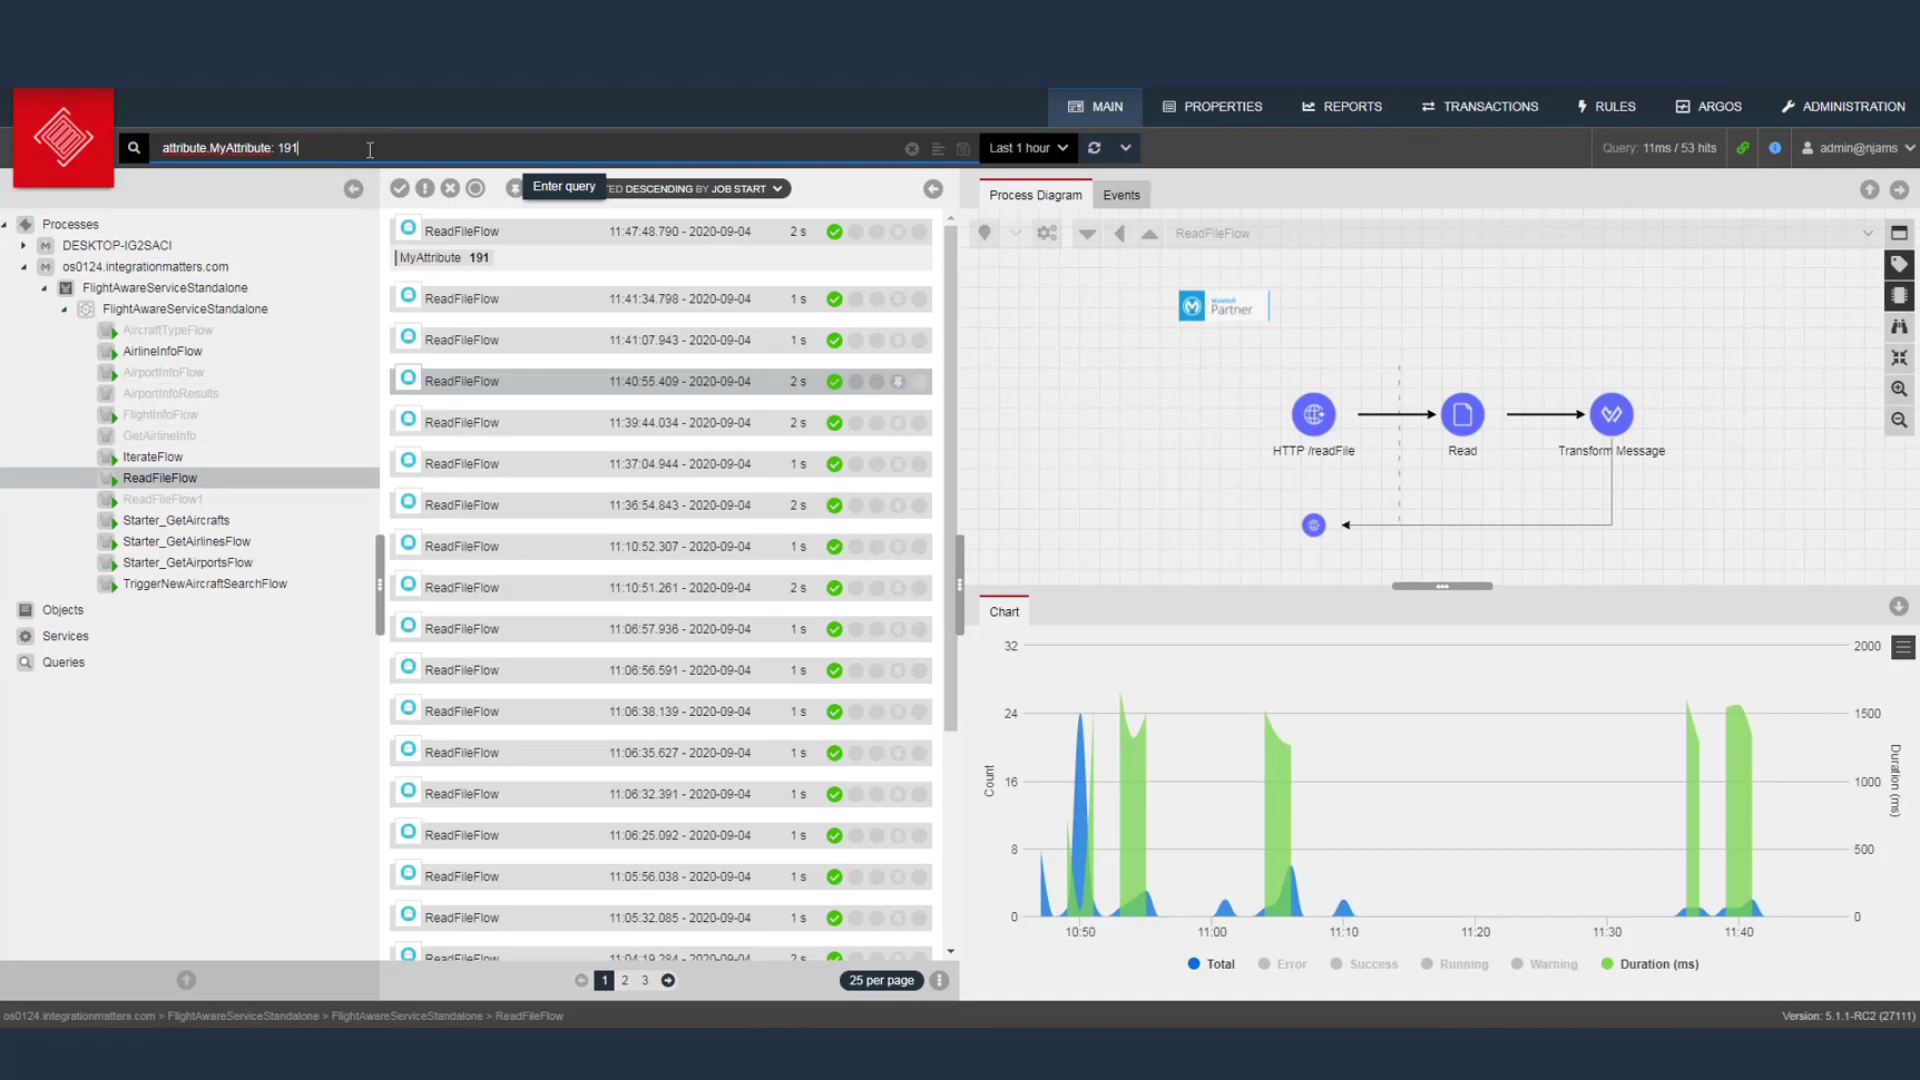 MAIN
PROPERTIES
REPORTS
TRANSACTIONS
RULES
ARGOS
ADMINISTRATION
attribute.MyAttribute: 191
Last 1 hour
Query: 11ms / 53 hits
admin@njams
Enter query
TED DESCENDING BY JOB START
Processes
DESKTOP-IG2SACI
os0124.integrationmatters.com
FlightAwareServiceStandalone
FlightAwareServiceStandalone
AircraftTypeFlow
AirlineInfoFlow
AirportInfoFlow
AirportInfoResults
FlightInfoFlow
GetAirlineInfo
IterateFlow
ReadFileFlow
ReadFileFlow1
Starter_GetAircrafts
Starter_GetAirlinesFlow
Starter_GetAirportsFlow
TriggerNewAircraftSearchFlow
Objects
Services
Queries
ReadFileFlow 11:47:48.790 - 2020-09-04 2 s
MyAttribute 191
ReadFileFlow 11:41:34.798 - 2020-09-04 1 s
ReadFileFlow 11:41:07.943 - 2020-09-04 1 s
ReadFileFlow 11:40:55.409 - 2020-09-04 2 s
ReadFileFlow 11:39:44.034 - 2020-09-04 2 s
ReadFileFlow 11:37:04.944 - 2020-09-04 1 s
ReadFileFlow 11:36:54.843 - 2020-09-04 2 s
ReadFileFlow 11:10:52.307 - 2020-09-04 1 s
ReadFileFlow 11:10:51.261 - 2020-09-04 2 s
ReadFileFlow 11:06:57.936 - 2020-09-04 1 s
ReadFileFlow 11:06:56.591 - 2020-09-04 1 s
ReadFileFlow 11:06:38.139 - 2020-09-04 1 s
ReadFileFlow 11:06:35.627 - 2020-09-04 1 s
ReadFileFlow 11:06:32.391 - 2020-09-04 1 s
ReadFileFlow 11:06:25.092 - 2020-09-04 1 s
ReadFileFlow 11:05:56.038 - 2020-09-04 1 s
ReadFileFlow 11:05:32.085 - 2020-09-04 1 s
ReadFileFlow 11:04:19.284 - 2020-09-04 2 s
1 2 3
25 per page
Process Diagram
Events
ReadFileFlow
MuleSoft
Partner
HTTP /readFile
Read
Transform Message
Chart
32
24
16
8
0
Count
2000
1500
1000
500
0
Duration (ms)
10:50
11:00
11:10
11:20
11:30
11:40
Total
Error
Success
Running
Warning
Duration (ms)
os0124.integrationmatters.com > FlightAwareServiceStandalone > FlightAwareServiceStandalone > ReadFileFlow
Version: 5.1.1-RC2 (27111)